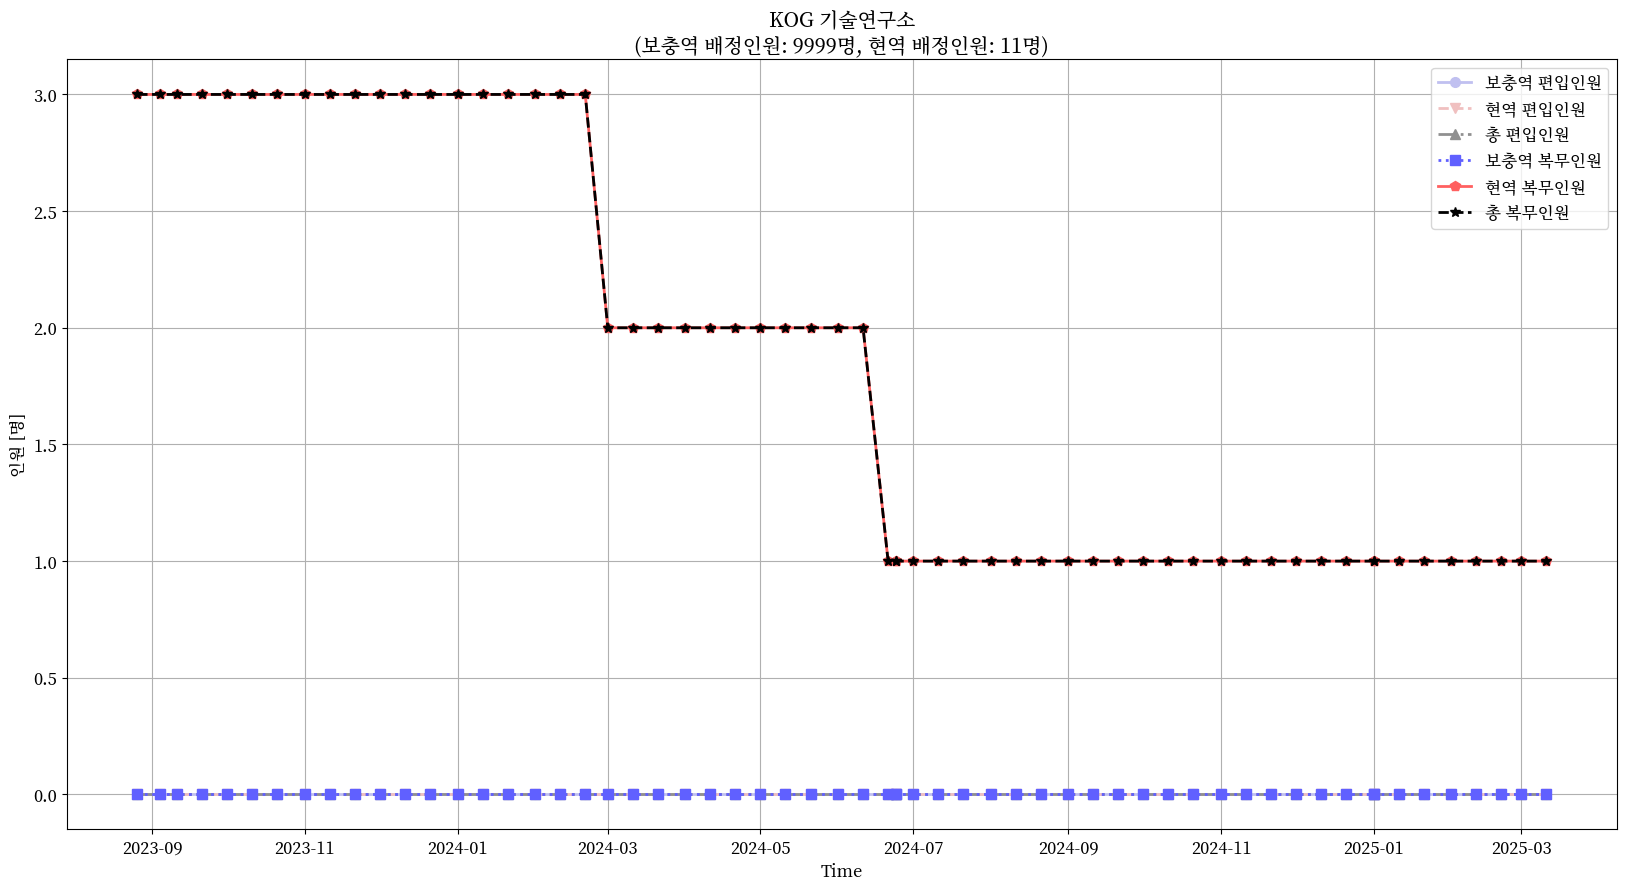 KOG 기술연구소
(보충역 배정인원: 9999명, 현역 배정인원: 11명)
보충역 편입인원
현역 편입인원
총 편입인원
보충역 복무인원
현역 복무인원
총 복무인원
인원 [명]
3.0
2.5
2.0
1.5
1.0
0.5
0.0
2023-09 2023-11 2024-01 2024-03 2024-05 2024-07 2024-09 2024-11 2025-01 2025-03
Time